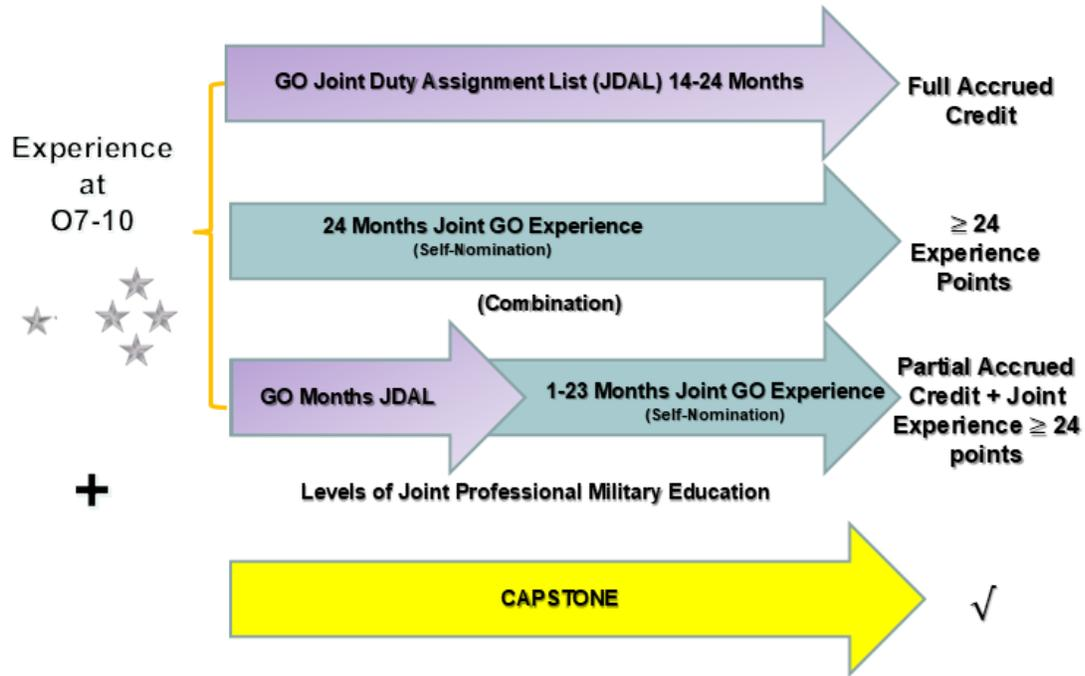 GO Joint Duty Assignment List (JDAL) 14-24 Months
Full Accrued
Credit
Experience
at
O7-10
24 Months Joint GO Experience
(Self-Nomination)
≥ 24
Experience
Points
(Combination)
GO Months JDAL
1-23 Months Joint GO Experience
(Self-Nomination)
Partial Accrued
Credit + Joint
Experience ≥ 24
points
+
Levels of Joint Professional Military Education
CAPSTONE
√